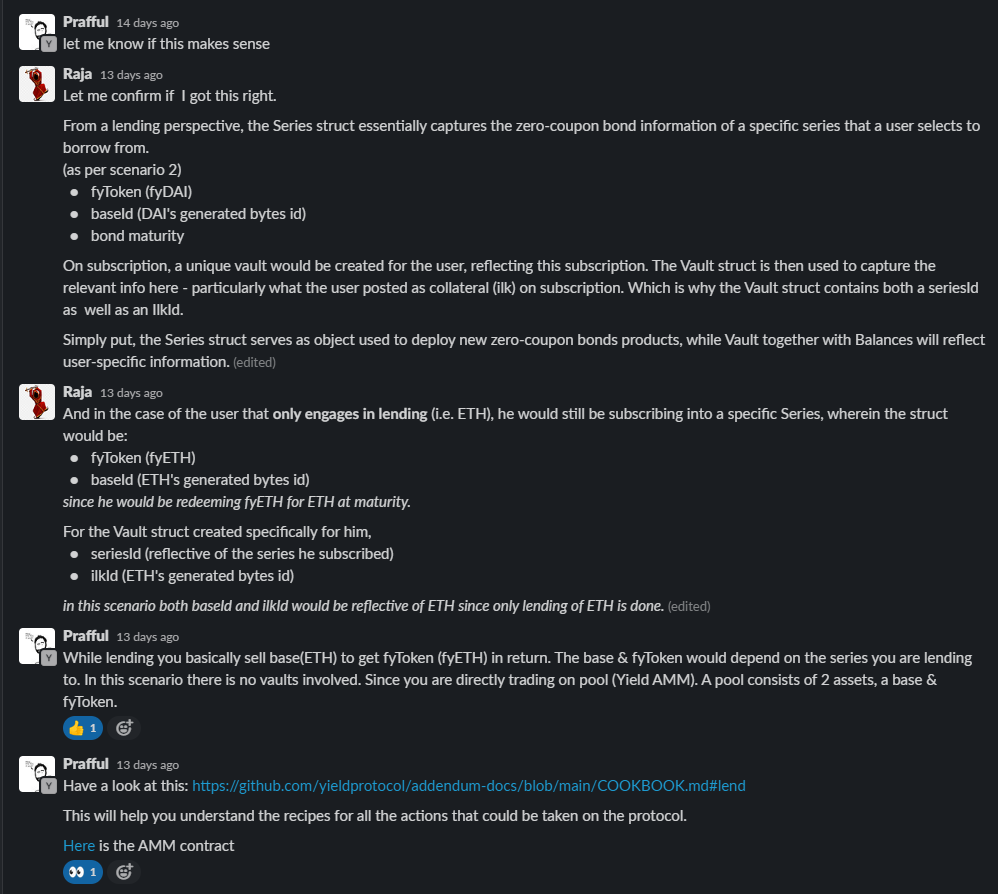 Prafful 14 days ago
let me know if this makes sense
Raja 13 days ago
Let me confirm if I got this right.
From a lending perspective, the Series struct essentially captures the zero-coupon bond information of a specific series that a user selects to
borrow from.
(as per scenario 2)
● fyToken (fyDAI)
● baseId (DAI's generated bytes id)
● bond maturity
On subscription, a unique vault would be created for the user, reflecting this subscription. The Vault struct is then used to capture the
relevant info here - particularly what the user posted as collateral (ilk) on subscription. Which is why the Vault struct contains both a seriesId
as well as an IlkId.
Simply put, the Series struct serves as object used to deploy new zero-coupon bonds products, while Vault together with Balances will reflect
user-specific information. (edited)
Raja 13 days ago
And in the case of the user that only engages in lending (i.e. ETH), he would still be subscribing into a specific Series, wherein the struct
would be:
● fyToken (fyETH)
● baseId (ETH's generated bytes id)
since he would be redeeming fyETH for ETH at maturity.
For the Vault struct created specifically for him,
● seriesId (reflective of the series he subscribed)
● ilkId (ETH's generated bytes id)
in this scenario both baseId and ilkId would be reflective of ETH since only lending of ETH is done. (edited)
Prafful 13 days ago
Y While lending you basically sell base(ETH) to get fyToken (fyETH) in return. The base & fyToken would depend on the series you are lending
to. In this scenario there is no vaults involved. Since you are directly trading on pool (Yield AMM). A pool consists of 2 assets, a base &
fyToken.
👍 1
Prafful 13 days ago
Y Have a look at this: https://github.com/yieldprotocol/addendum-docs/blob/main/COOKBOOK.md#lend
This will help you understand the recipes for all the actions that could be taken on the protocol.
Here is the AMM contract
👀 1